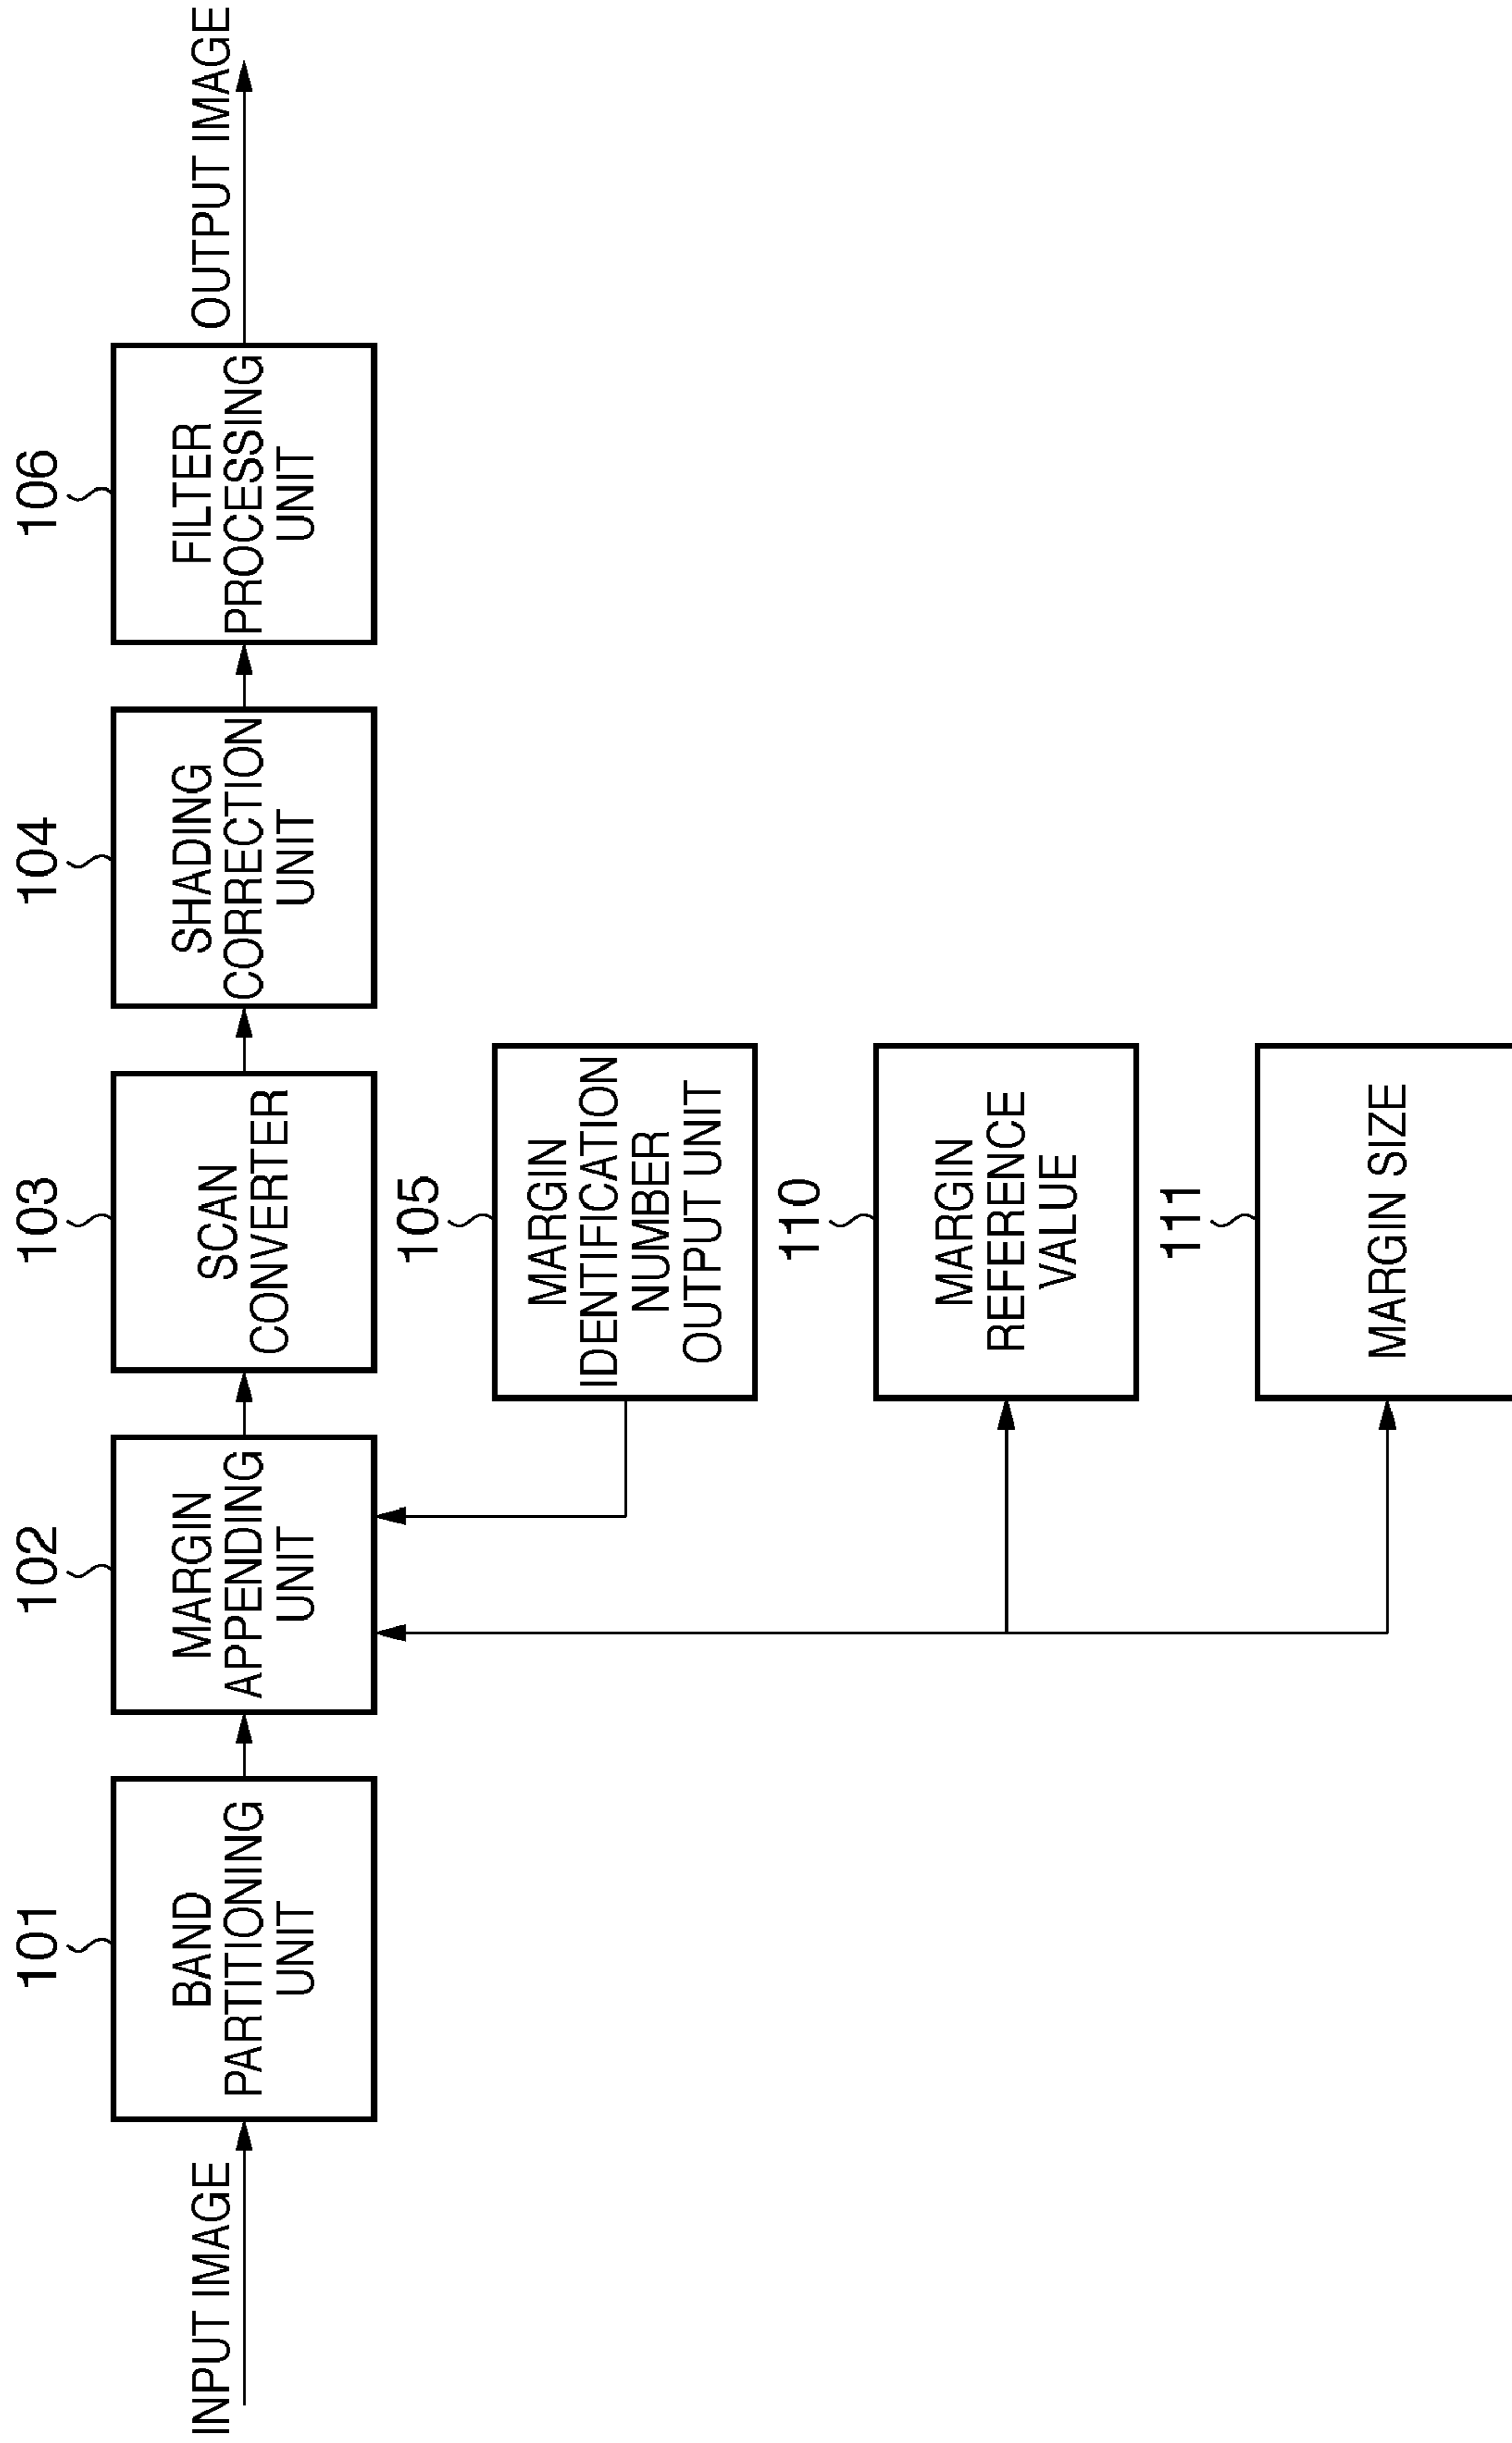 INPUT IMAGE
101
BAND
PARTITIONING
UNIT
102
MARGIN
APPENDING
UNIT
103
SCAN
CONVERTER
104
SHADING
CORRECTION
UNIT
106
FILTER
PROCESSING
UNIT
OUTPUT IMAGE
105
MARGIN
IDENTIFICATION
NUMBER
OUTPUT UNIT
110
MARGIN
REFERENCE
VALUE
111
MARGIN SIZE